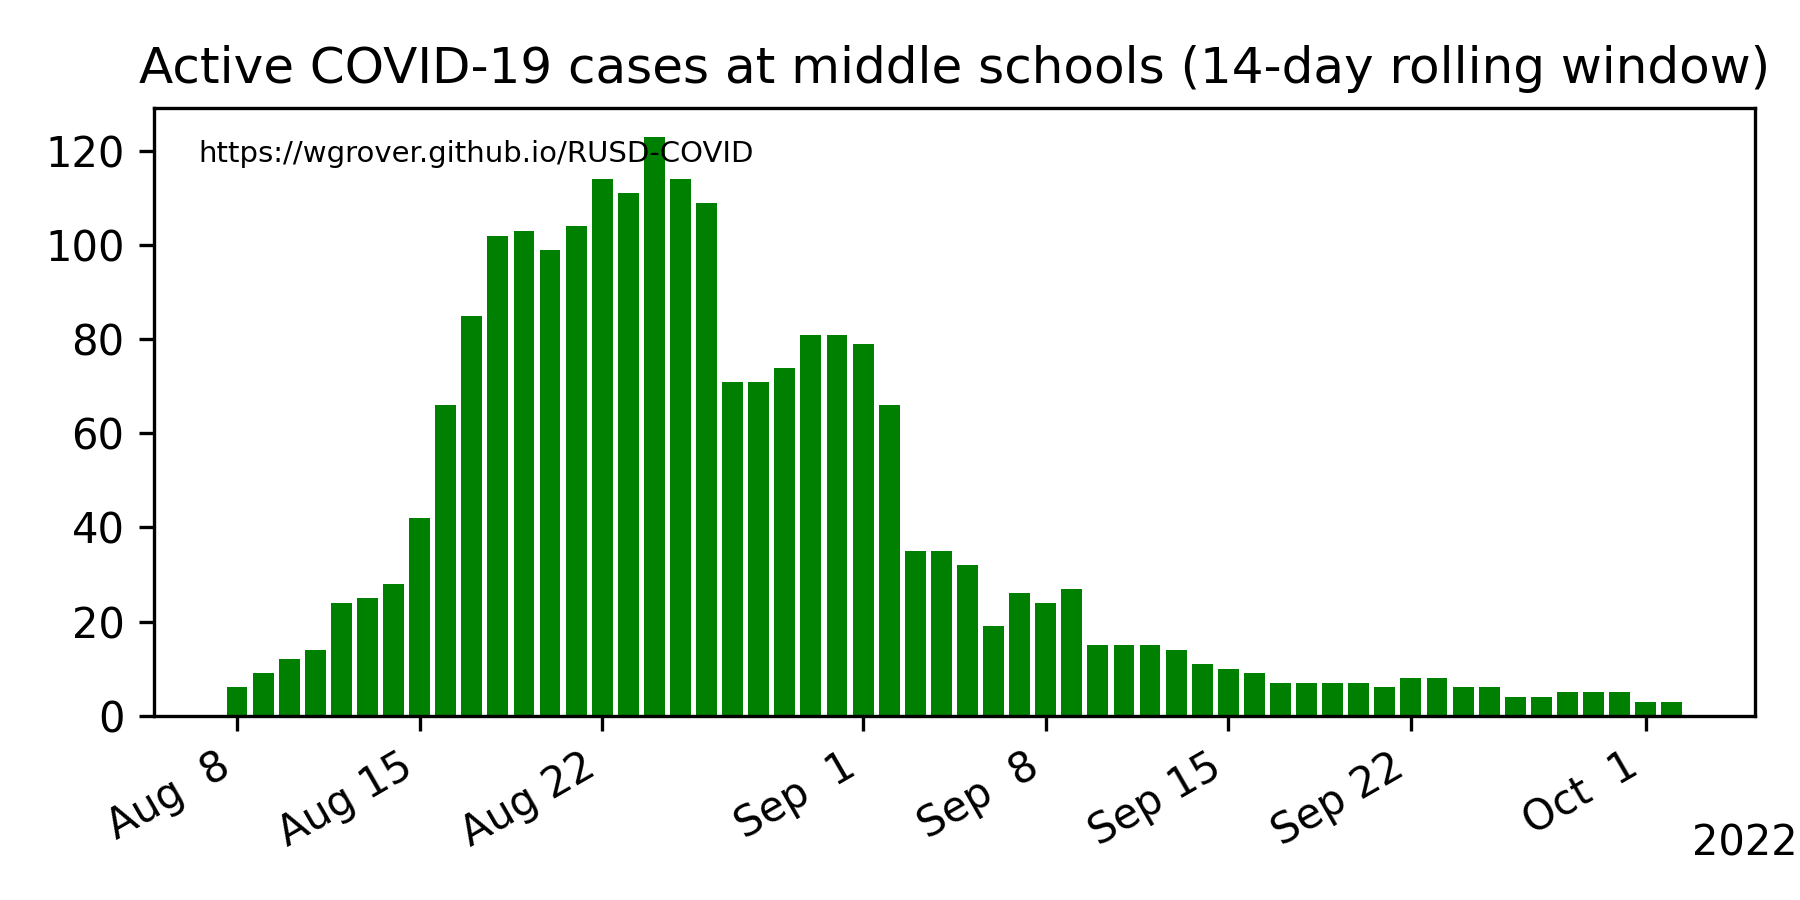 Active COVID-19 cases at middle schools (14-day rolling window)
https://wgrover.github.io/RUSD-COVID
120
100
80
60
40
20
0
Aug 8
Aug 15
Aug 22
Sep 1
Sep 8
Sep 15
Sep 22
Oct 1
2022